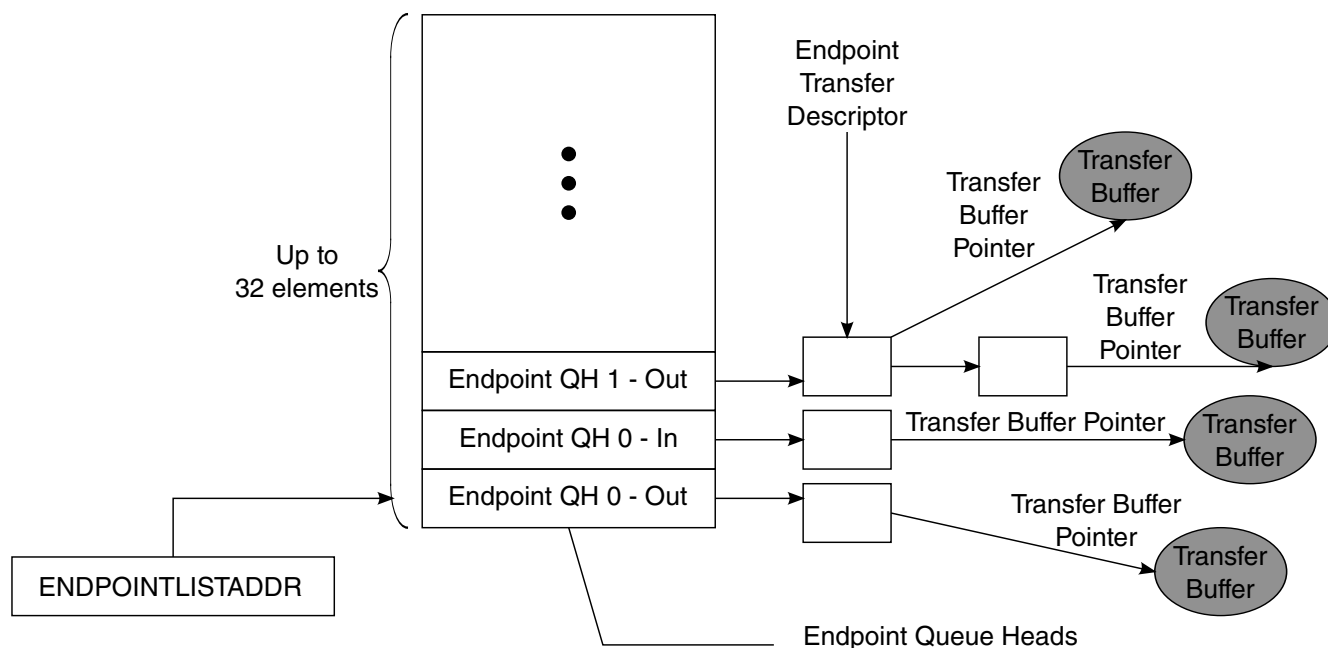 Endpoint
Transfer
Descriptor
Transfer
Buffer
Transfer
Buffer
Pointer
Up to
32 elements
Transfer
Buffer
Pointer
Transfer
Buffer
Endpoint QH 1 - Out
Endpoint QH 0 - In
Transfer Buffer Pointer
Transfer
Buffer
Endpoint QH 0 - Out
Transfer Buffer
Pointer
Transfer
Buffer
ENDPOINTLISTADDR
Endpoint Queue Heads